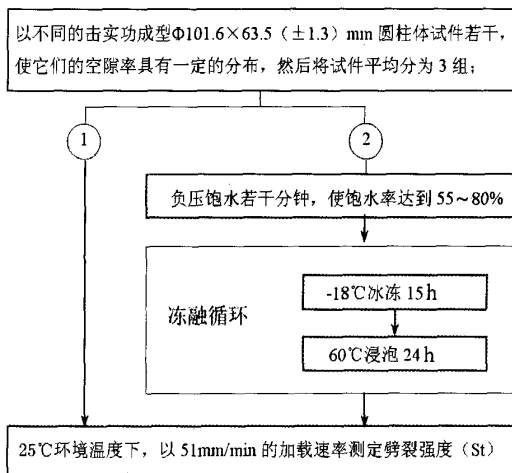 以不同的击实功成型Φ101.6×63.5（±1.3）mm 圆柱体试件若干，
使它们的空隙率具有一定的分布，然后将试件平均分为 3 组；
1
2
负压饱水若干分钟，使饱水率达到 55～80%
冻融循环
-18℃冰冻 15h
60℃浸泡 24h
25℃环境温度下，以 51mm/min 的加载速率测定劈裂强度（St）